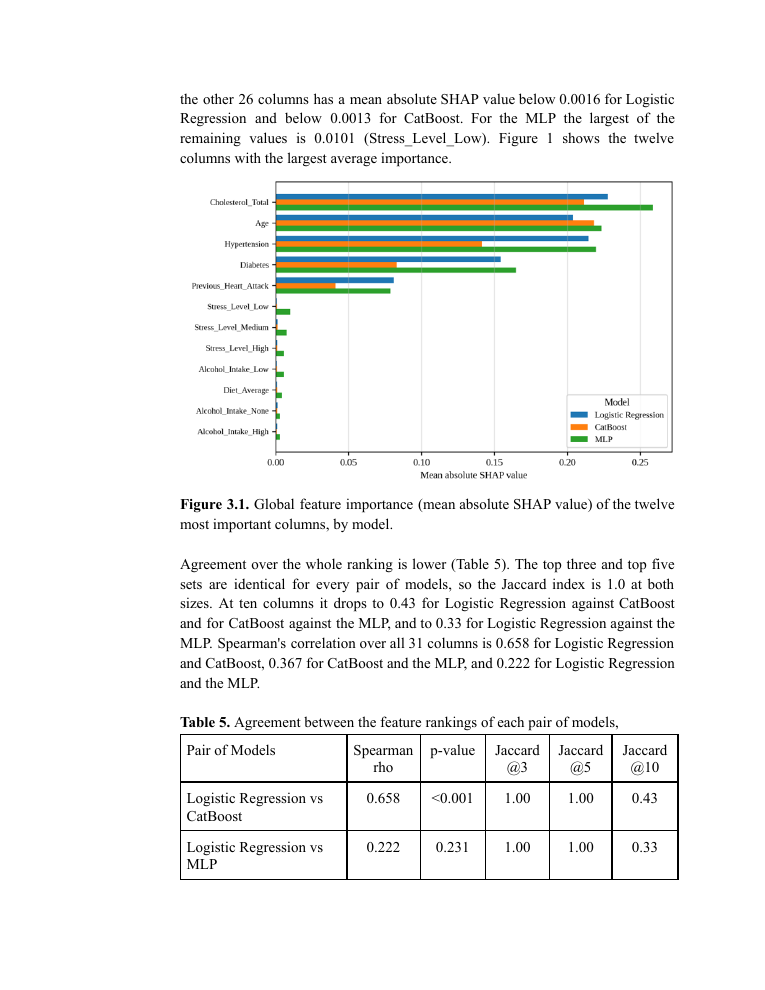 the other 26 columns has a mean absolute SHAP value below 0.0016 for Logistic
Regression and below 0.0013 for CatBoost. For the MLP the largest of the
remaining values is 0.0101 (Stress_Level_Low). Figure 1 shows the twelve
columns with the largest average importance.
Cholesterol_Total
Age
Hypertension
Diabetes
Previous_Heart_Attack
Stress_Level_Low
Stress_Level_Medium
Stress_Level_High
Alcohol_Intake_Low
Diet_Average
Alcohol_Intake_None
Alcohol_Intake_High
Model
Logistic Regression
CatBoost
MLP
0.00 0.05 0.10 0.15 0.20 0.25
Mean absolute SHAP value
Figure 3.1. Global feature importance (mean absolute SHAP value) of the twelve
most important columns, by model.
Agreement over the whole ranking is lower (Table 5). The top three and top five
sets are identical for every pair of models, so the Jaccard index is 1.0 at both
sizes. At ten columns it drops to 0.43 for Logistic Regression against CatBoost
and for CatBoost against the MLP, and to 0.33 for Logistic Regression against the
MLP. Spearman's correlation over all 31 columns is 0.658 for Logistic Regression
and CatBoost, 0.367 for CatBoost and the MLP, and 0.222 for Logistic Regression
and the MLP.
Table 5. Agreement between the feature rankings of each pair of models,
Pair of Models Spearman p-value Jaccard Jaccard Jaccard
rho @3 @5 @10
Logistic Regression vs 0.658 <0.001 1.00 1.00 0.43
CatBoost
Logistic Regression vs 0.222 0.231 1.00 1.00 0.33
MLP